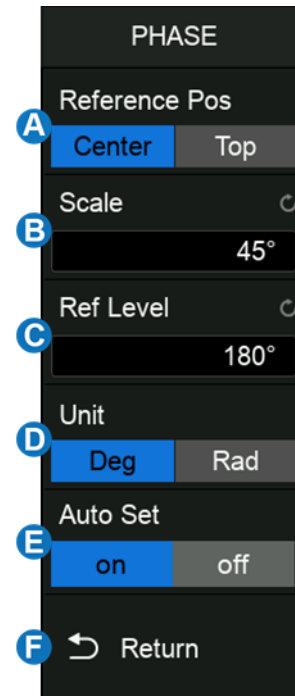 PHASE
Reference Pos
A
Center Top
Scale
B
45°
Ref Level
C
180°
Unit
D
Deg Rad
Auto Set
E
on off
F Return